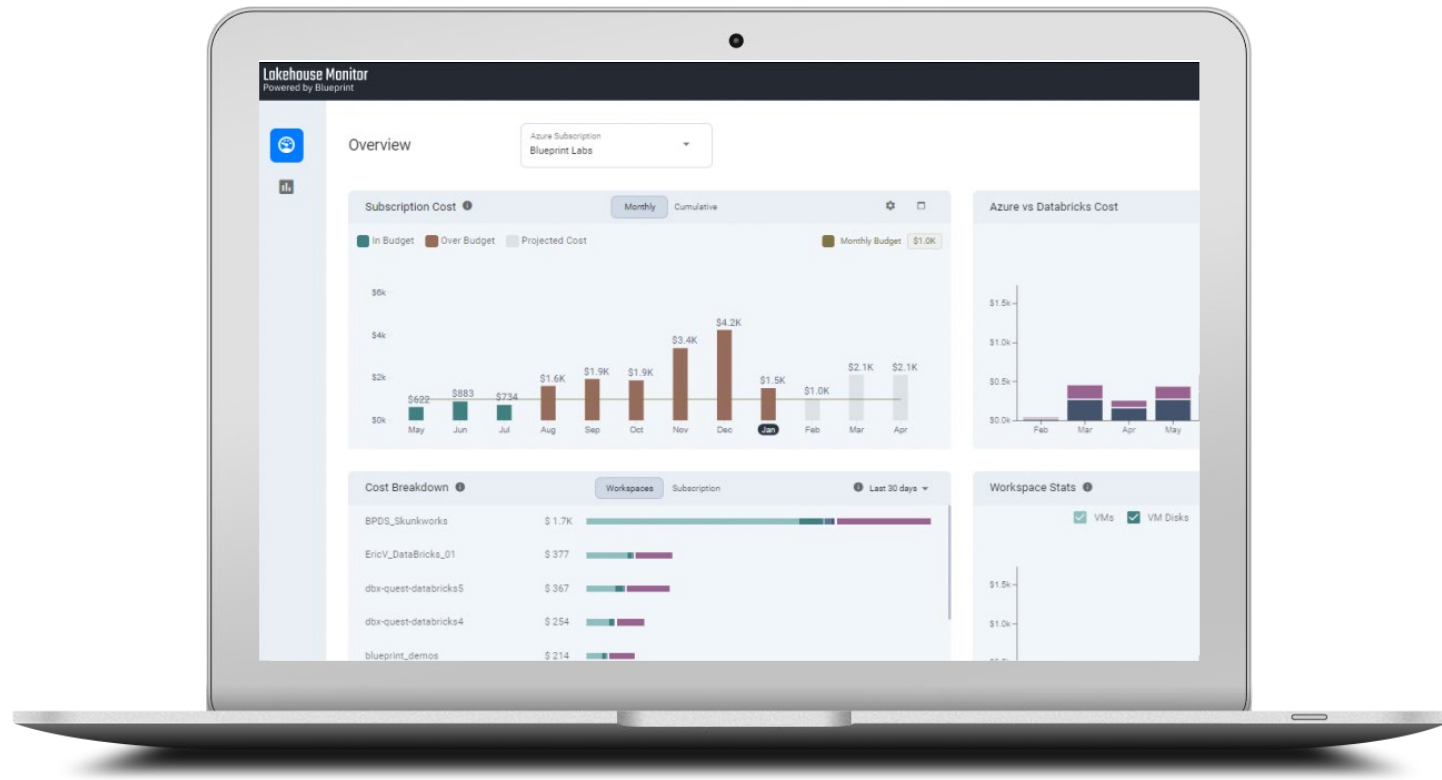 Lakehouse Monitor
Powered by Blueprint
Overview
Azure Subscription
Blueprint Labs
Subscription Cost
Monthly Cumulative
In Budget Over Budget Projected Cost
Monthly Budget $1.0K
$6k
$4k
$2k
$0k
$622 $883 $734 $1.6K $1.9K $1.9K $3.4K $4.2K $1.5K $1.0K $2.1K $2.1K
May Jun Jul Aug Sep Oct Nov Dec Jan Feb Mar Apr
Azure vs Databricks Cost
$1.5k
$1.0k
$0.5k
$0.0k
Feb Mar Apr May
Cost Breakdown
Workspaces Subscription
Last 30 days
BPDS_Skunkworks $ 1.7K
EricV_DataBricks_01 $ 377
dbx-quest-databricks5 $ 367
dbx-quest-databricks4 $ 254
blueprint_demos $ 214
Workspace Stats
VMs VM Disks
$1.5k
$1.0k